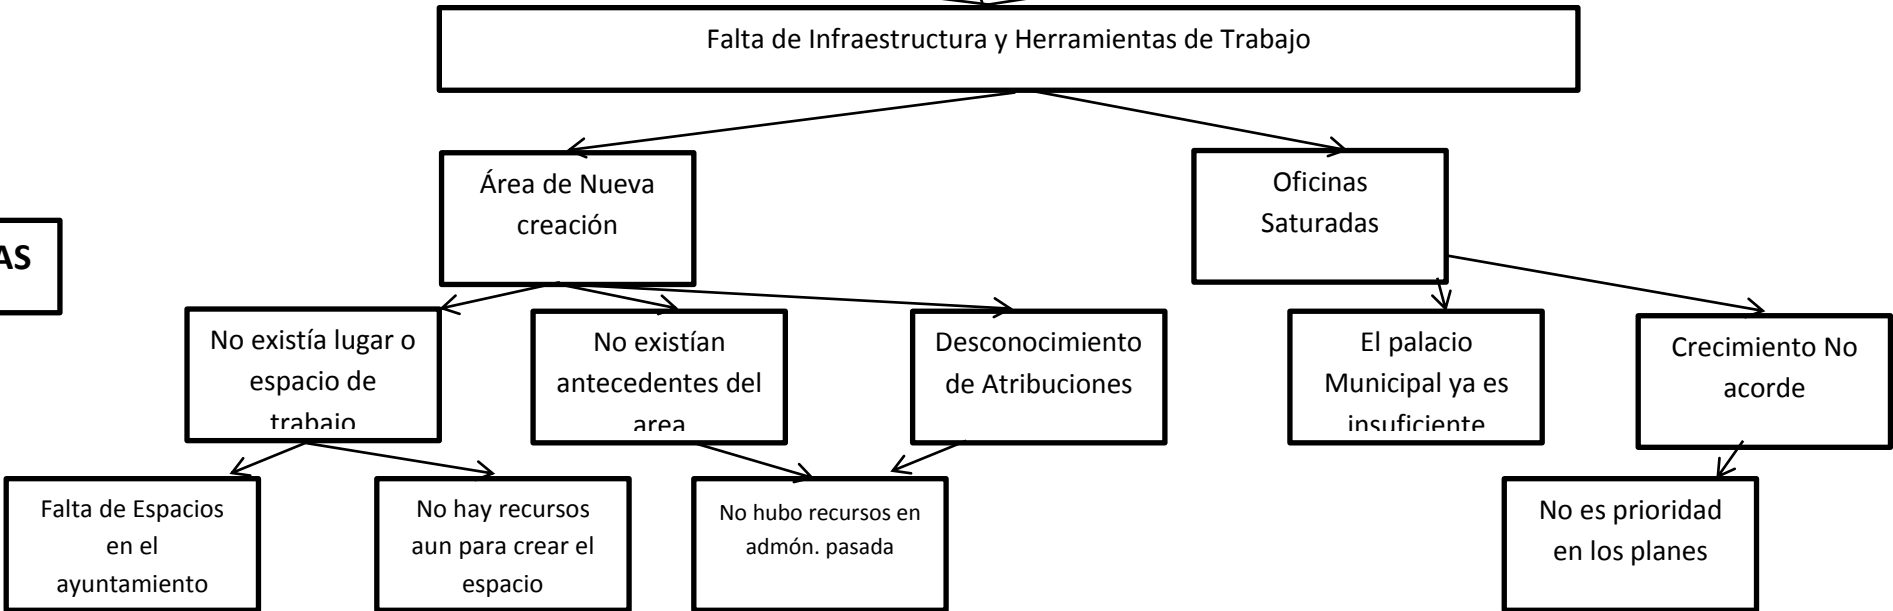 Falta de Infraestructura y Herramientas de Trabajo
Área de Nueva
creación
Oficinas
Saturadas
AS
No existía lugar o
espacio de
trabajo
No existían
antecedentes del
area
Desconocimiento
de Atribuciones
El palacio
Municipal ya es
insuficiente
Crecimiento No
acorde
Falta de Espacios
en el
ayuntamiento
No hay recursos
aun para crear el
espacio
No hubo recursos en
admón. pasada
No es prioridad
en los planes